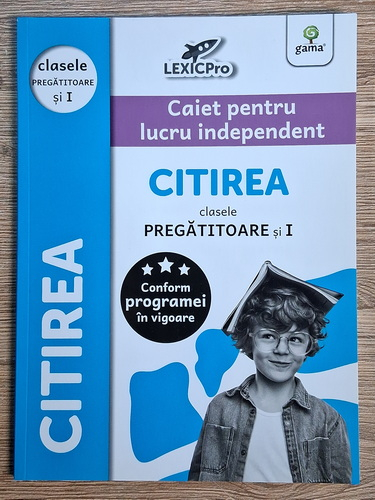 clasele
PREGĂTITOARE
și I
LEXICPro
gama
Caiet pentru
lucru independent
CITIREA
clasele
PREGĂTITOARE și I
Conform
programei
în vigoare
CITIREA